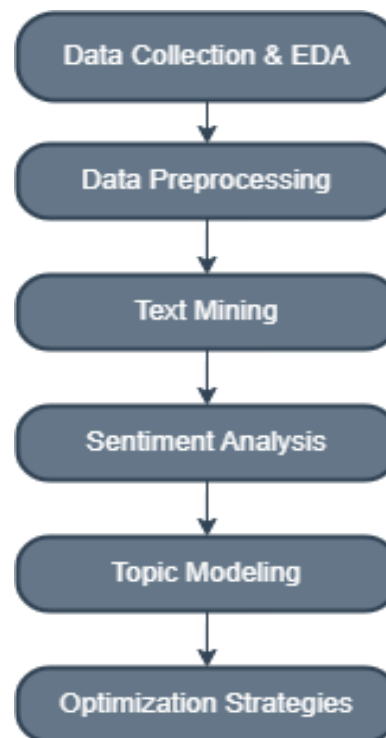 Data Collection & EDA
Data Preprocessing
Text Mining
Sentiment Analysis
Topic Modeling
Optimization Strategies